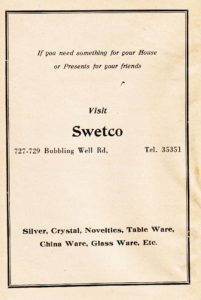 If you need something for your House
or Presents for your friends
Visit
Swetco
727-729 Bubbling Well Rd, Tel. 35351
Silver, Crystal, Novelties, Table Ware,
China Ware, Glass Ware, Etc.